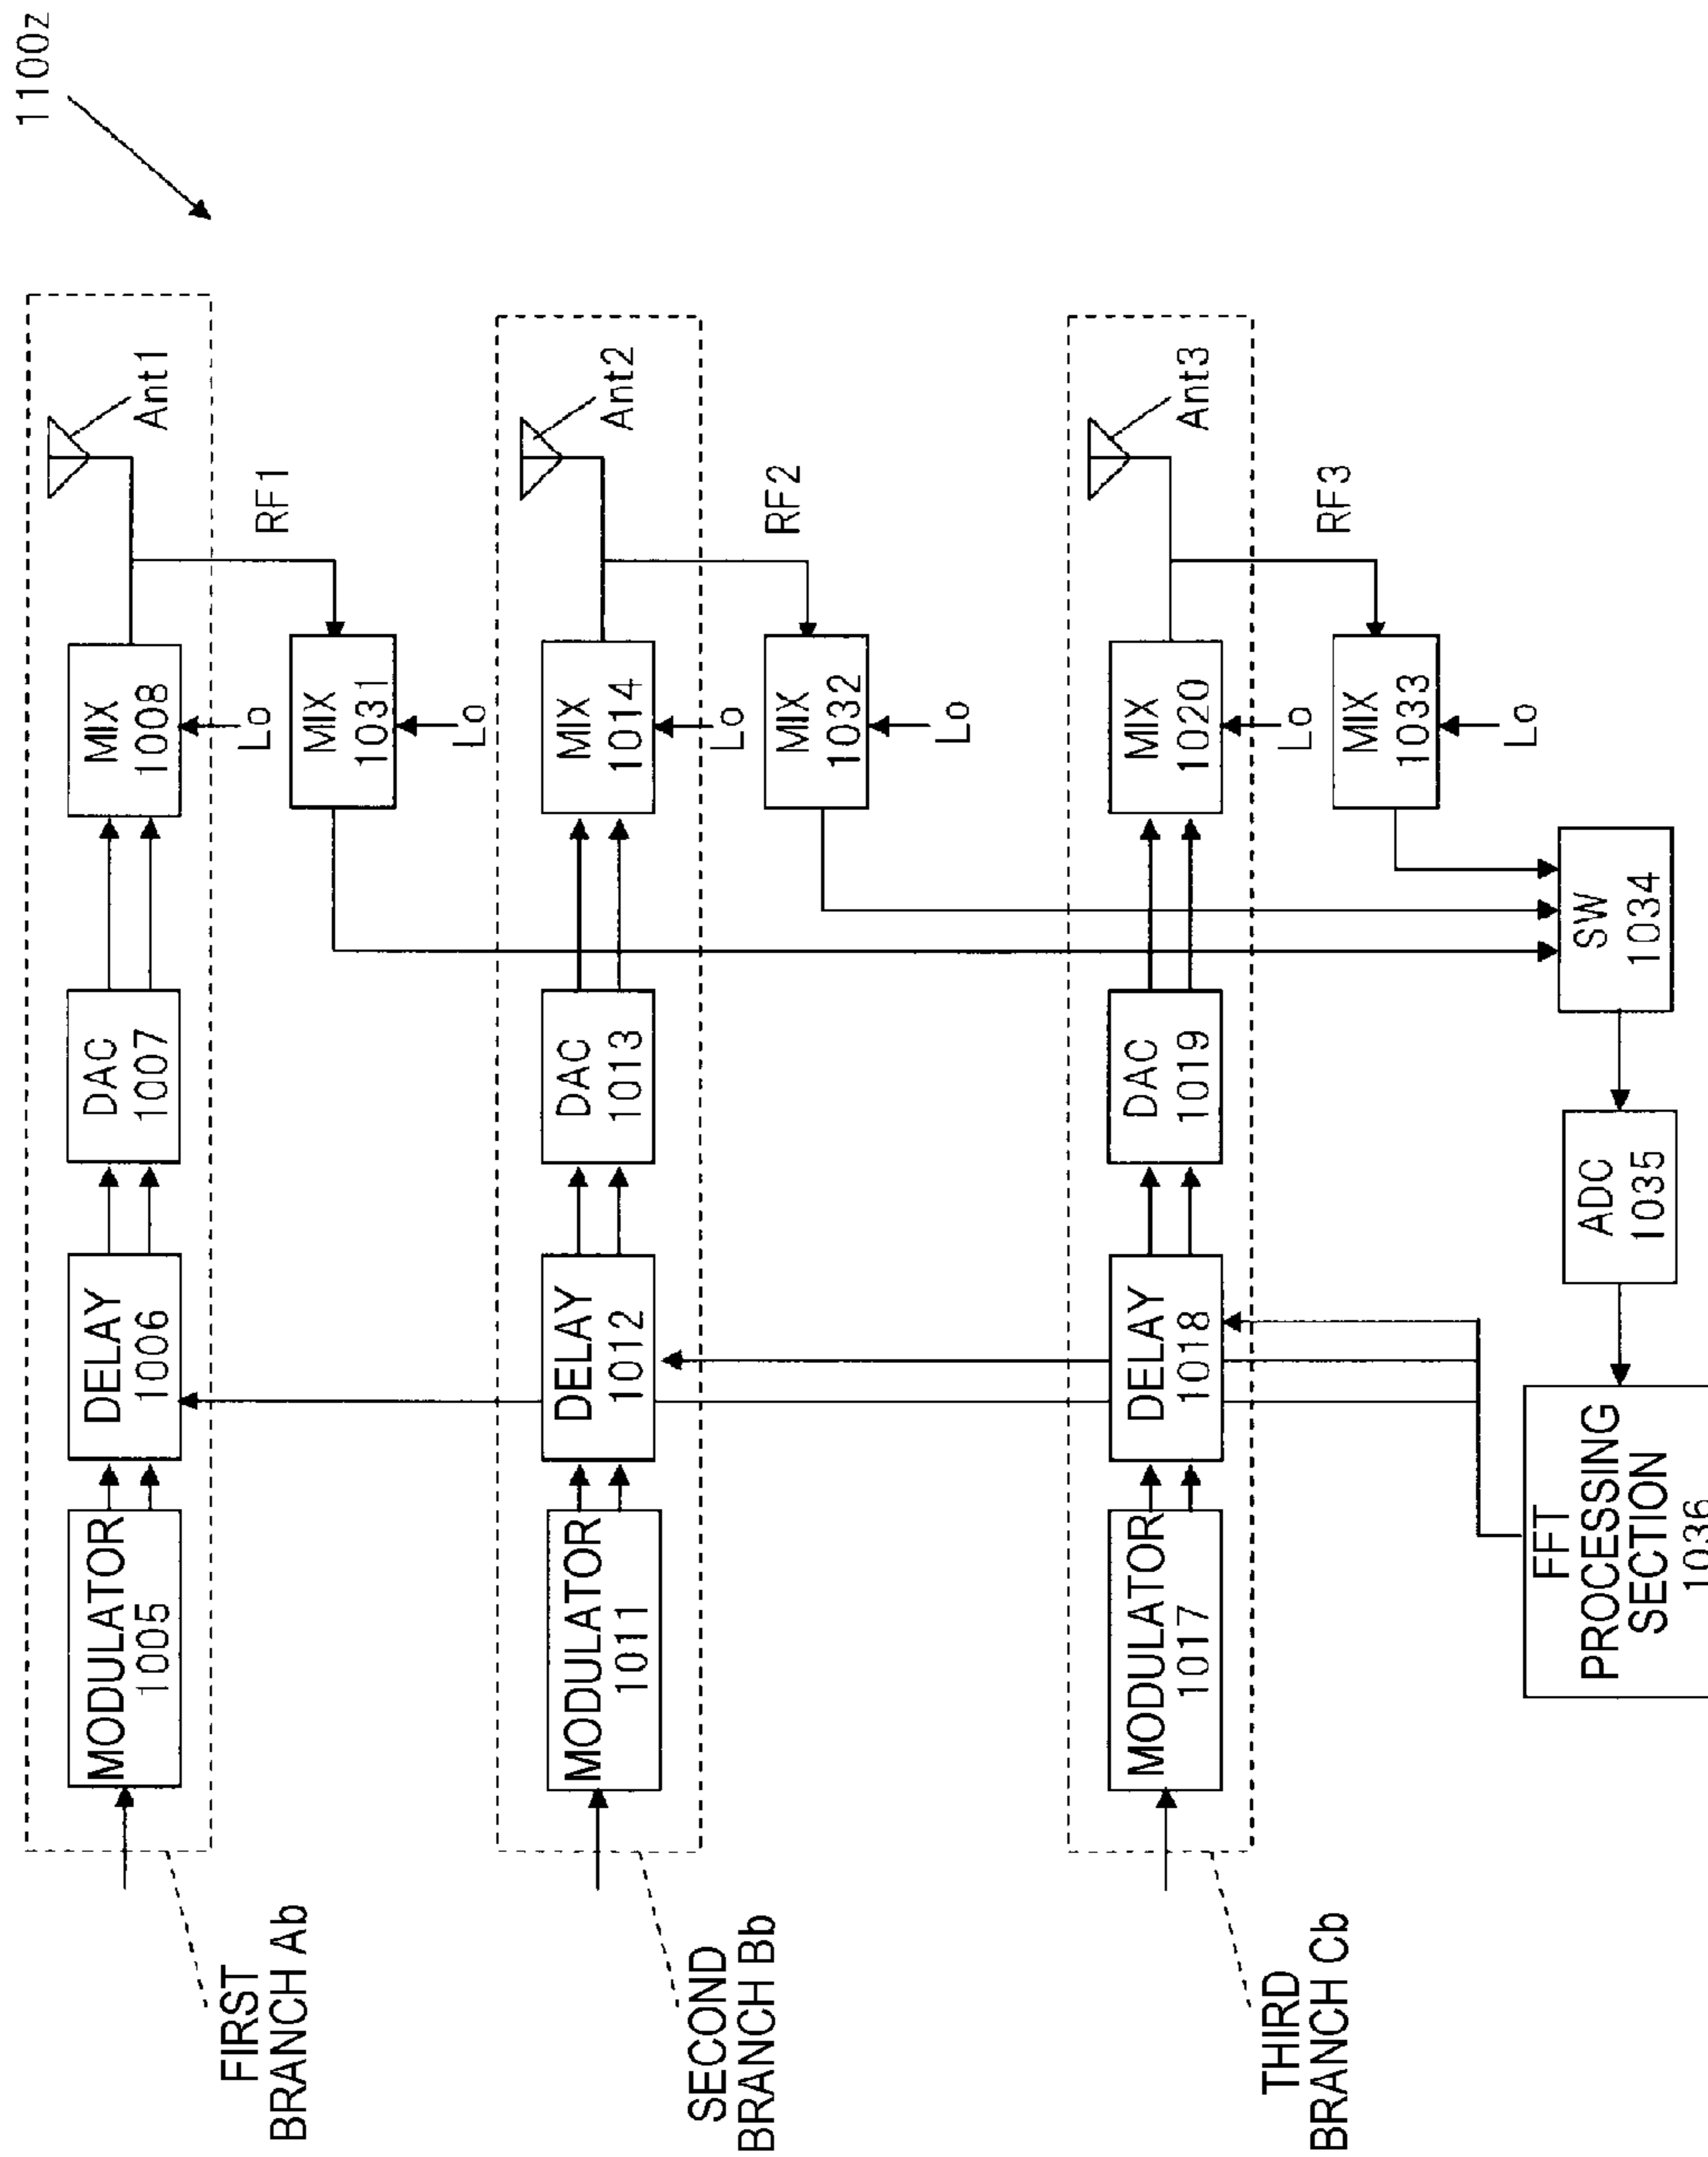 1100z
FIRST
BRANCH Ab
MODULATOR
1005
DELAY
1006
DAC
1007
MIX
1008
Lo
Ant1
RF1
MIX
1031
Lo
SECOND
BRANCH Bb
MODULATOR
1011
DELAY
1012
DAC
1013
MIX
1014
Lo
Ant2
RF2
MIX
1032
Lo
THIRD
BRANCH Cb
MODULATOR
1017
DELAY
1018
DAC
1019
MIX
1020
Lo
Ant3
RF3
MIX
1033
Lo
SW
1034
ADC
1035
FFT
PROCESSING
SECTION
1036